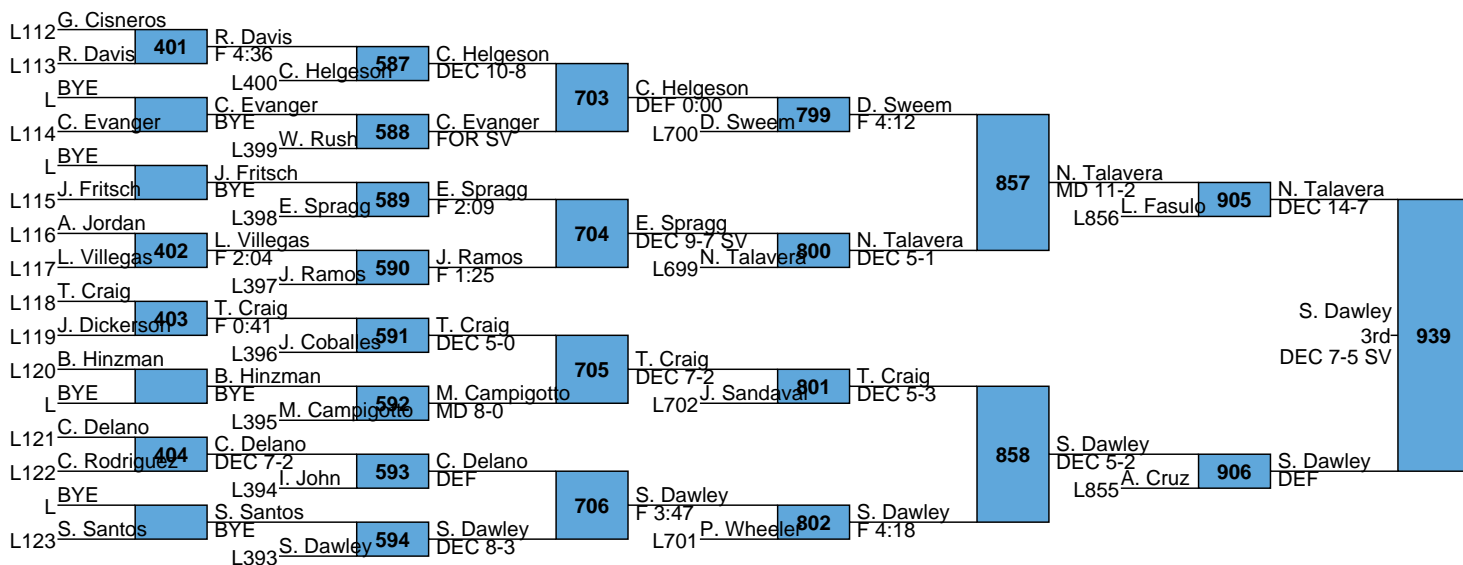 G. Cisneros
L112
401
R. Davis
F 4:36
R. Davis
L113
587
C. Helgeson
DEC 10-8
C. Helgeson
L400
BYE
L
703
C. Helgeson
DEF 0:00
C. Evanger
BYE
C. Evanger
L114
588
C. Evanger
FOR SV
W. Rush
L399
799
D. Sweem
F 4:12
D. Sweem
L700
BYE
L
J. Fritsch
BYE
J. Fritsch
L115
589
E. Spragg
F 2:09
E. Spragg
L398
857
N. Talavera
MD 11-2
A. Jordan
L116
704
E. Spragg
DEC 9-7 SV
402
L. Villegas
F 2:04
L. Villegas
L117
590
J. Ramos
F 1:25
J. Ramos
L397
800
N. Talavera
DEC 5-1
N. Talavera
L699
905
N. Talavera
DEC 14-7
L. Fasulo
L856
T. Craig
L118
403
T. Craig
F 0:41
J. Dickerson
L119
591
T. Craig
DEC 5-0
J. Coballes
L396
S. Dawley
3rd
DEC 7-5 SV
939
B. Hinzman
L120
705
T. Craig
DEC 7-2
B. Hinzman
BYE
BYE
L
592
M. Campigotto
MD 8-0
M. Campigotto
L395
801
T. Craig
DEC 5-3
J. Sandaval
L702
C. Delano
L121
404
C. Delano
DEC 7-2
C. Rodriguez
L122
593
C. Delano
DEF
I. John
L394
858
S. Dawley
DEC 5-2
906
S. Dawley
DEF
A. Cruz
L855
BYE
L
706
S. Dawley
F 3:47
S. Santos
BYE
S. Santos
L123
594
S. Dawley
DEC 8-3
S. Dawley
L393
802
S. Dawley
F 4:18
P. Wheeler
L701